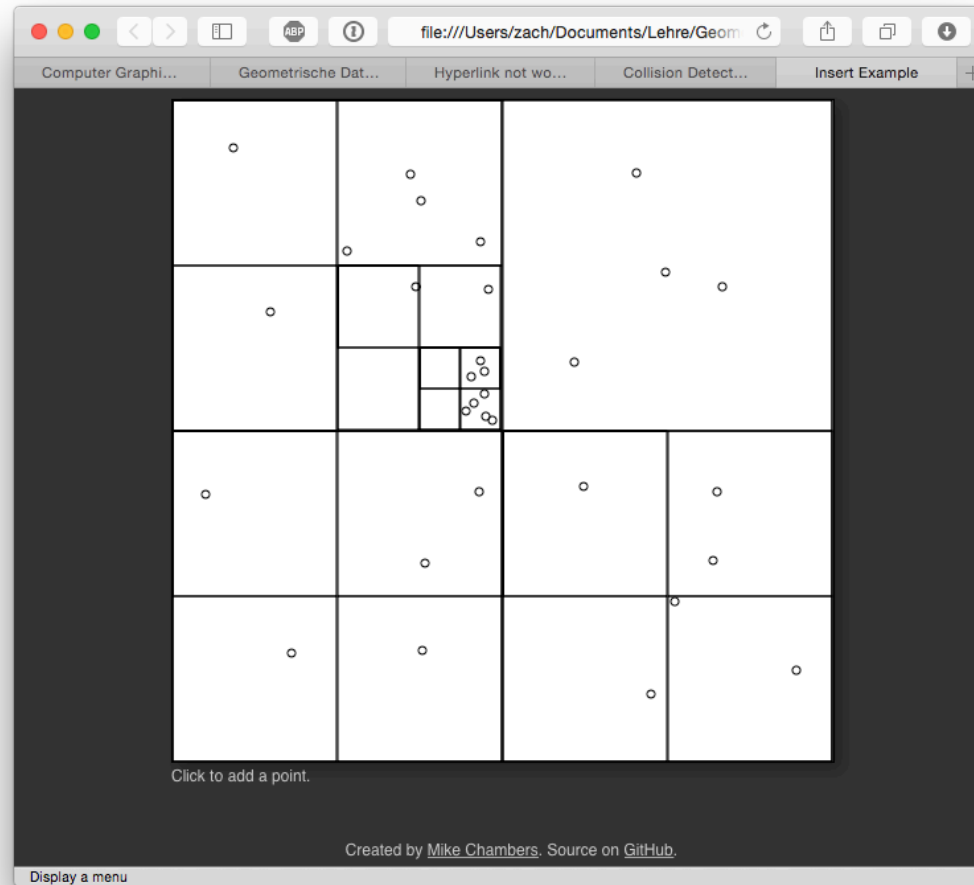 ABP
file:///Users/zach/Documents/Lehre/Geom
Computer Graphi... Geometrische Dat... Hyperlink not wo... Collision Detect... Insert Example
Click to add a point.
Created by Mike Chambers. Source on GitHub.
Display a menu